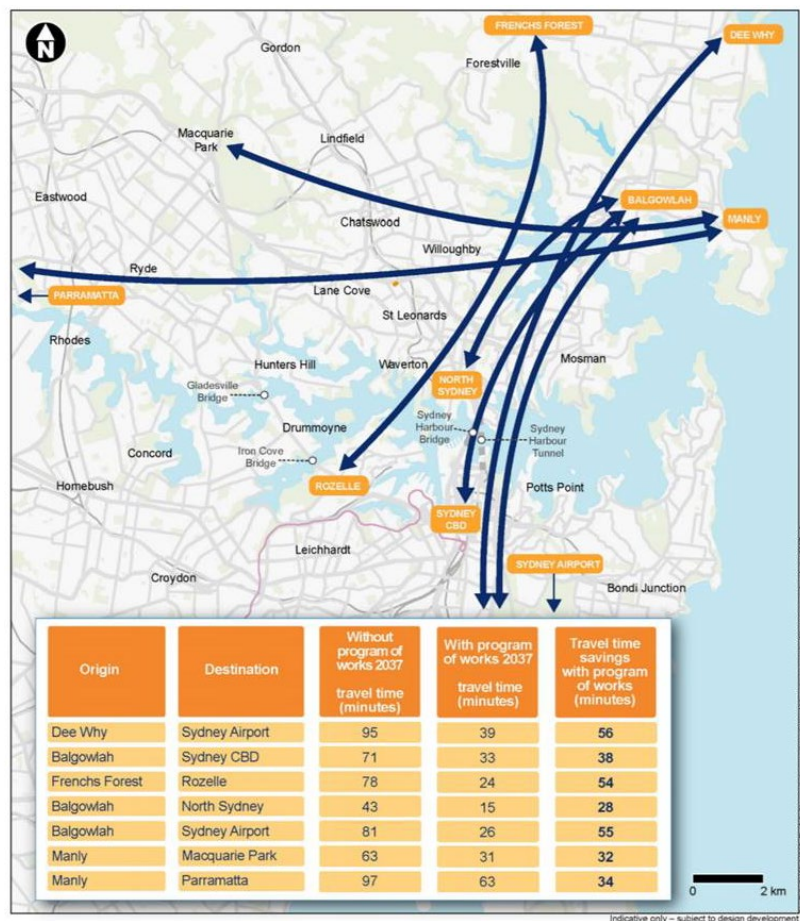 N
FRENCHS FOREST
DEE WHY
Gordon
Forestville
Macquarie
Park
Lindfield
Eastwood
BALGOWLAH
Chatswood
MANLY
Willoughby
Ryde
PARRAMATTA
Lane Cove
St Leonards
Rhodes
Hunters Hill
Waverton
Mosman
NORTH
SYDNEY
Gladesville
Bridge
Sydney
Harbour
Bridge
Drummoyne
Sydney
Harbour
Tunnel
Concord
Iron Cove
Bridge
Homebush
ROZELLE
Potts Point
SYDNEY
CBD
Leichhardt
SYDNEY AIRPORT
Croydon
Bondi Junction
Origin
Destination
Without
program of
works 2037
travel time
(minutes)
With program
of works 2037
travel time
(minutes)
Travel time
savings
with program
of works
(minutes)
Dee Why Sydney Airport 95 39 56
Balgowlah Sydney CBD 71 33 38
Frenchs Forest Rozelle 78 24 54
Balgowlah North Sydney 43 15 28
Balgowlah Sydney Airport 81 26 55
Manly Macquarie Park 63 31 32
Manly Parramatta 97 63 34
0 2 km
Indicative only – subject to design development